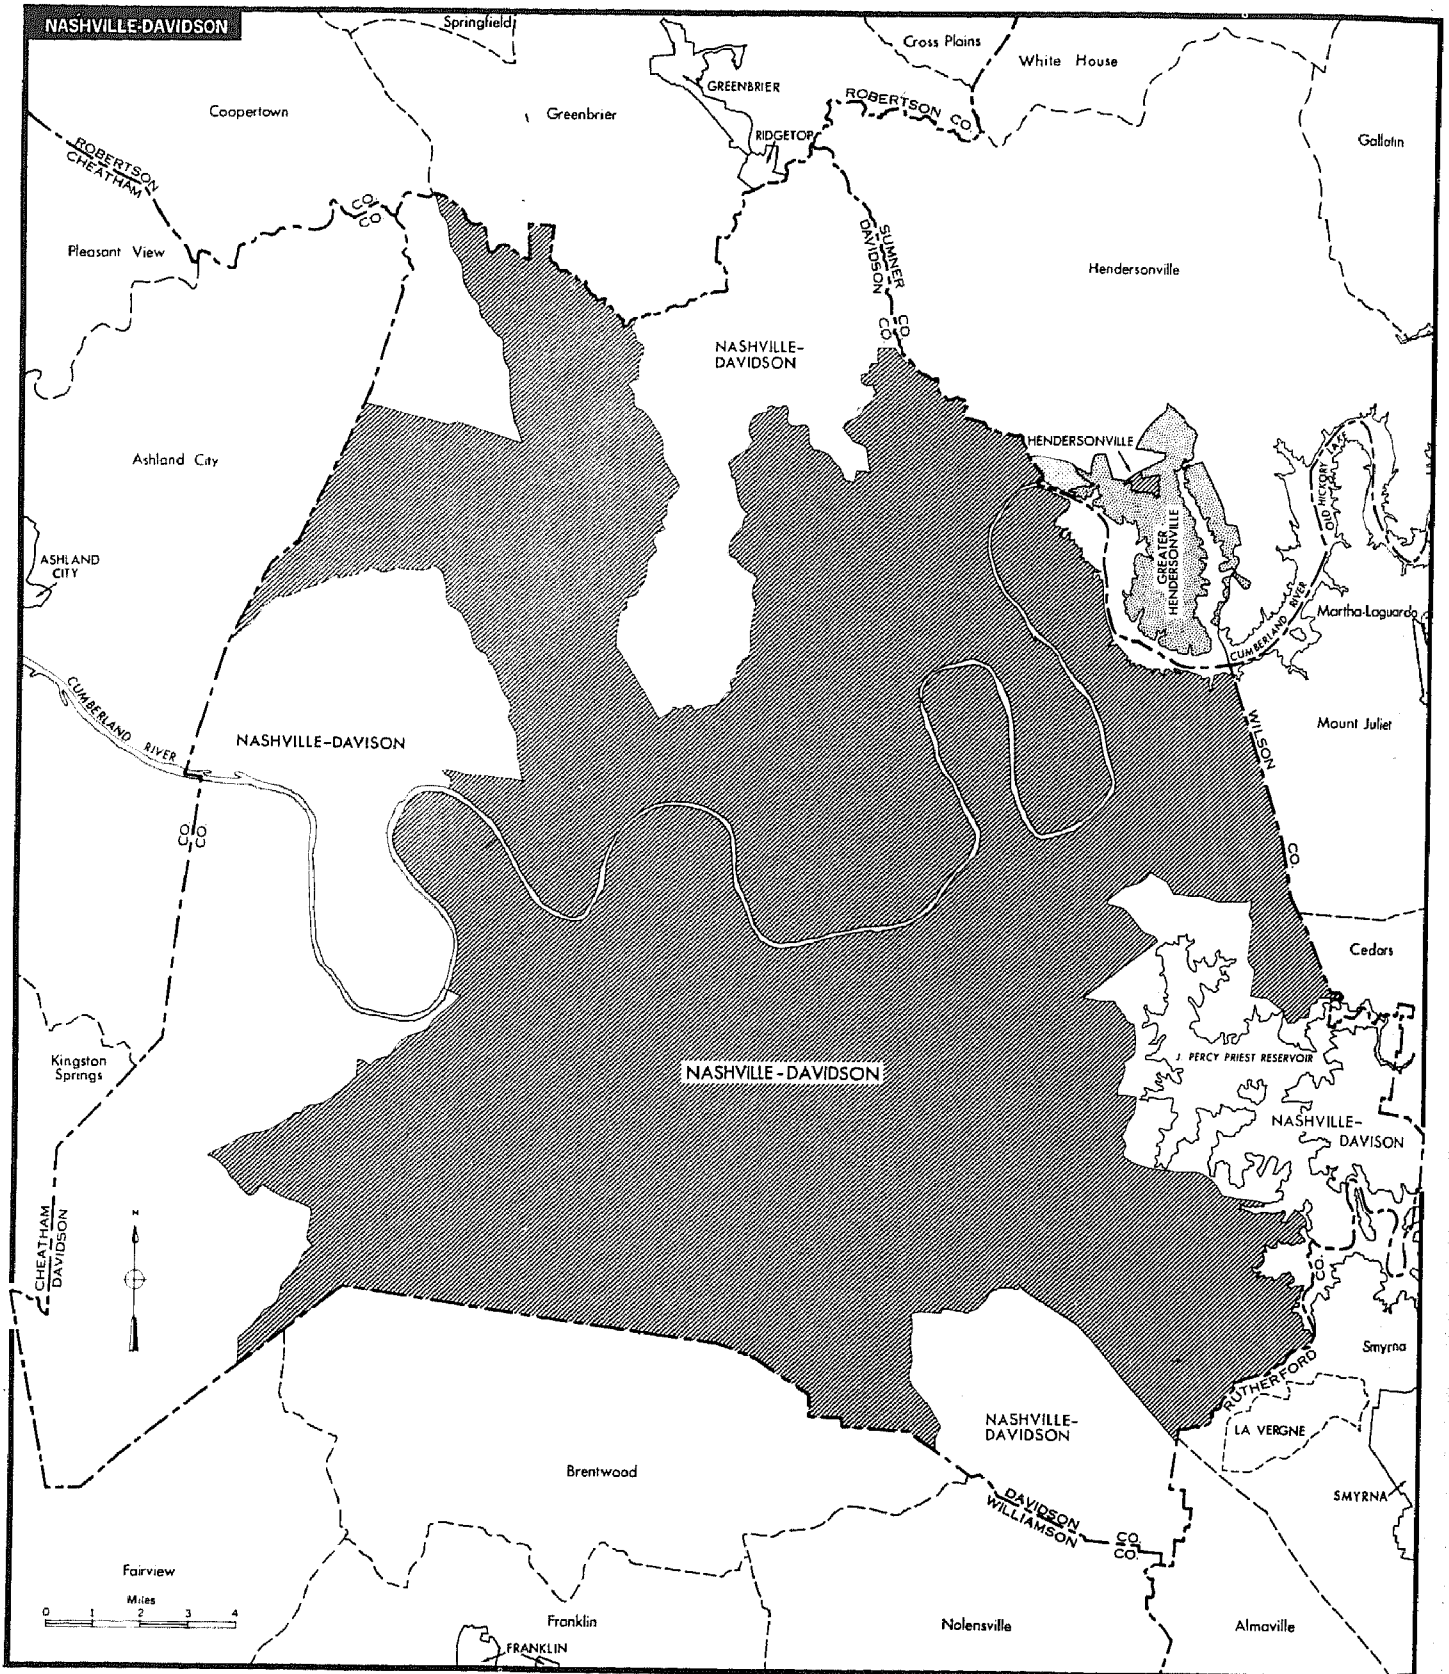 NASHVILLE-DAVIDSON
Springfield
Cross Plains
White House
Coopertown
Greenbrier
GREENBRIER
RIDGETOP
ROBERTSON CO.
Gallatin
ROBERTSON
CHEATHAM
CO.
CO.
Pleasant View
SUMNER
DAVIDSON
CO.
CO.
Hendersonville
NASHVILLE-
DAVIDSON
Ashland City
HENDERSONVILLE
OLD HICKORY LAKE
GREATER
HENDERSONVILLE
ASHLAND
CITY
Martha-Laguardo
CUMBERLAND RIVER
CUMBERLAND RIVER
NASHVILLE-DAVISON
WILSON
CO.
Mount Juliet
CO.
CO.
Cedars
Kingston
Springs
J. PERCY PRIEST RESERVOIR
NASHVILLE-DAVIDSON
NASHVILLE-
DAVISON
CHEATHAM
DAVIDSON
N
CO.
RUTHERFORD
Smyrna
LA VERGNE
NASHVILLE-
DAVIDSON
Brentwood
SMYRNA
DAVIDSON
WILLIAMSON
CO.
CO.
Fairview
Miles
0 1 2 3 4
Franklin
FRANKLIN
Nolensville
Almaville